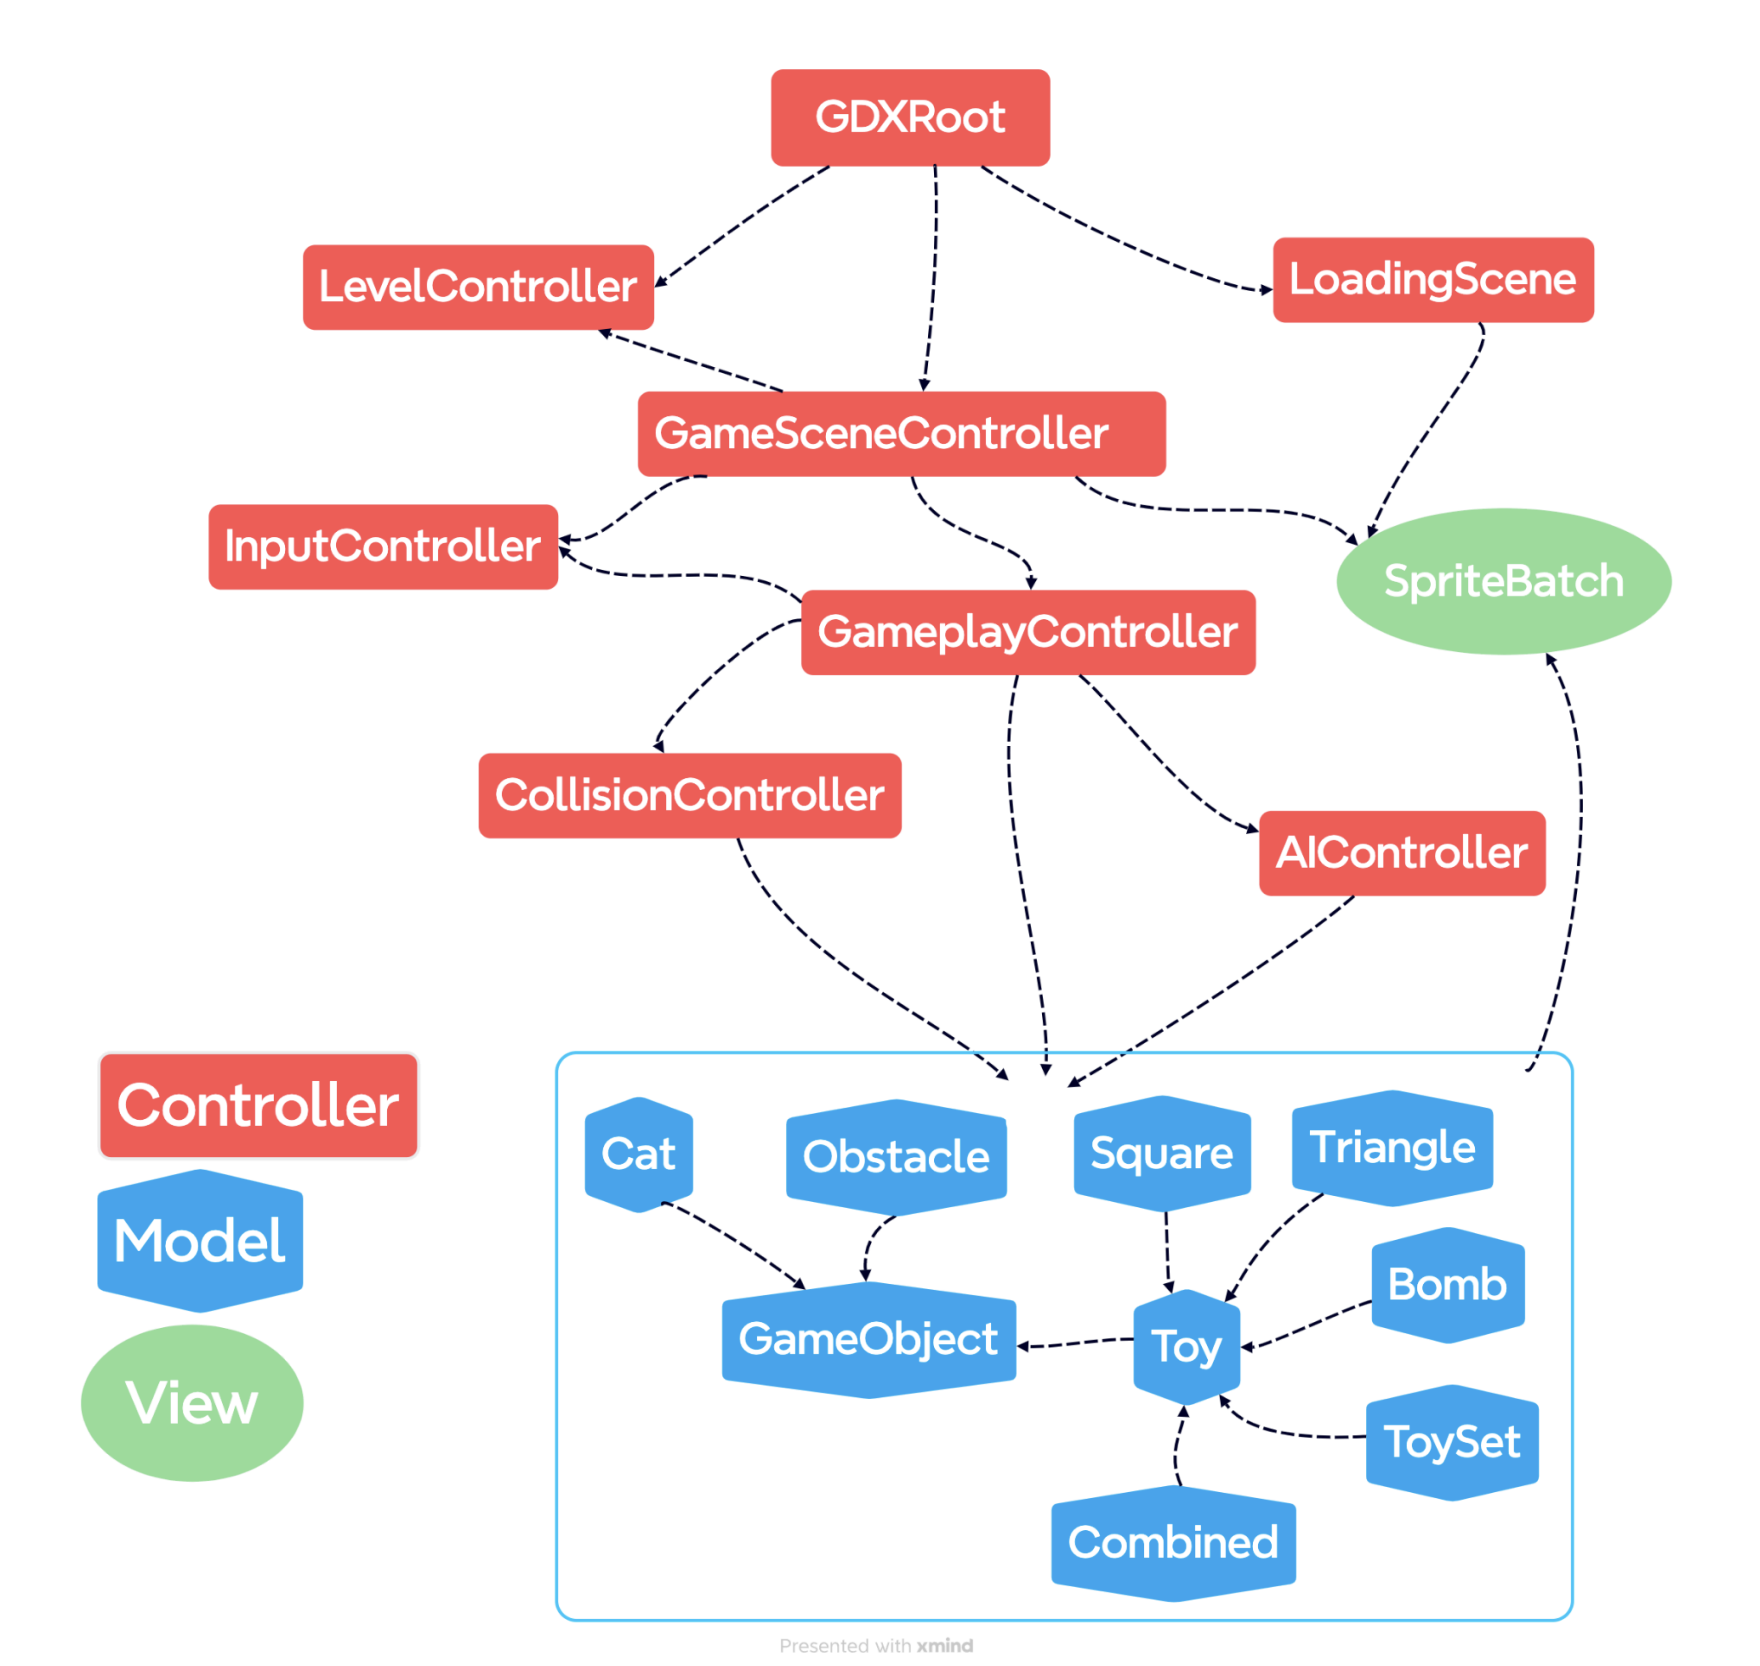 GDXRoot
LevelController
LoadingScene
GameSceneController
InputController
SpriteBatch
GameplayController
CollisionController
AIController
Controller
Model
View
Cat
Obstacle
Square
Triangle
Bomb
GameObject
Toy
ToySet
Combined
Presented with xmind